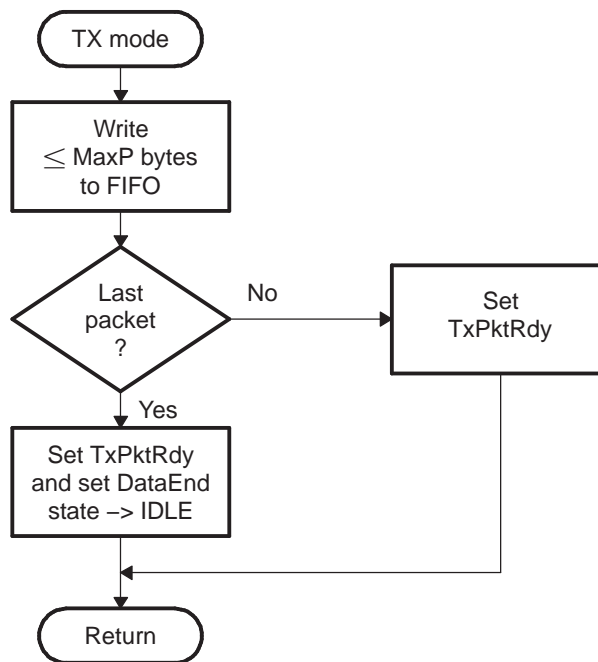 TX mode
Write
≤ MaxP bytes
to FIFO
Last
packet
?
No
Set
TxPktRdy
Yes
Set TxPktRdy
and set DataEnd
state −> IDLE
Return